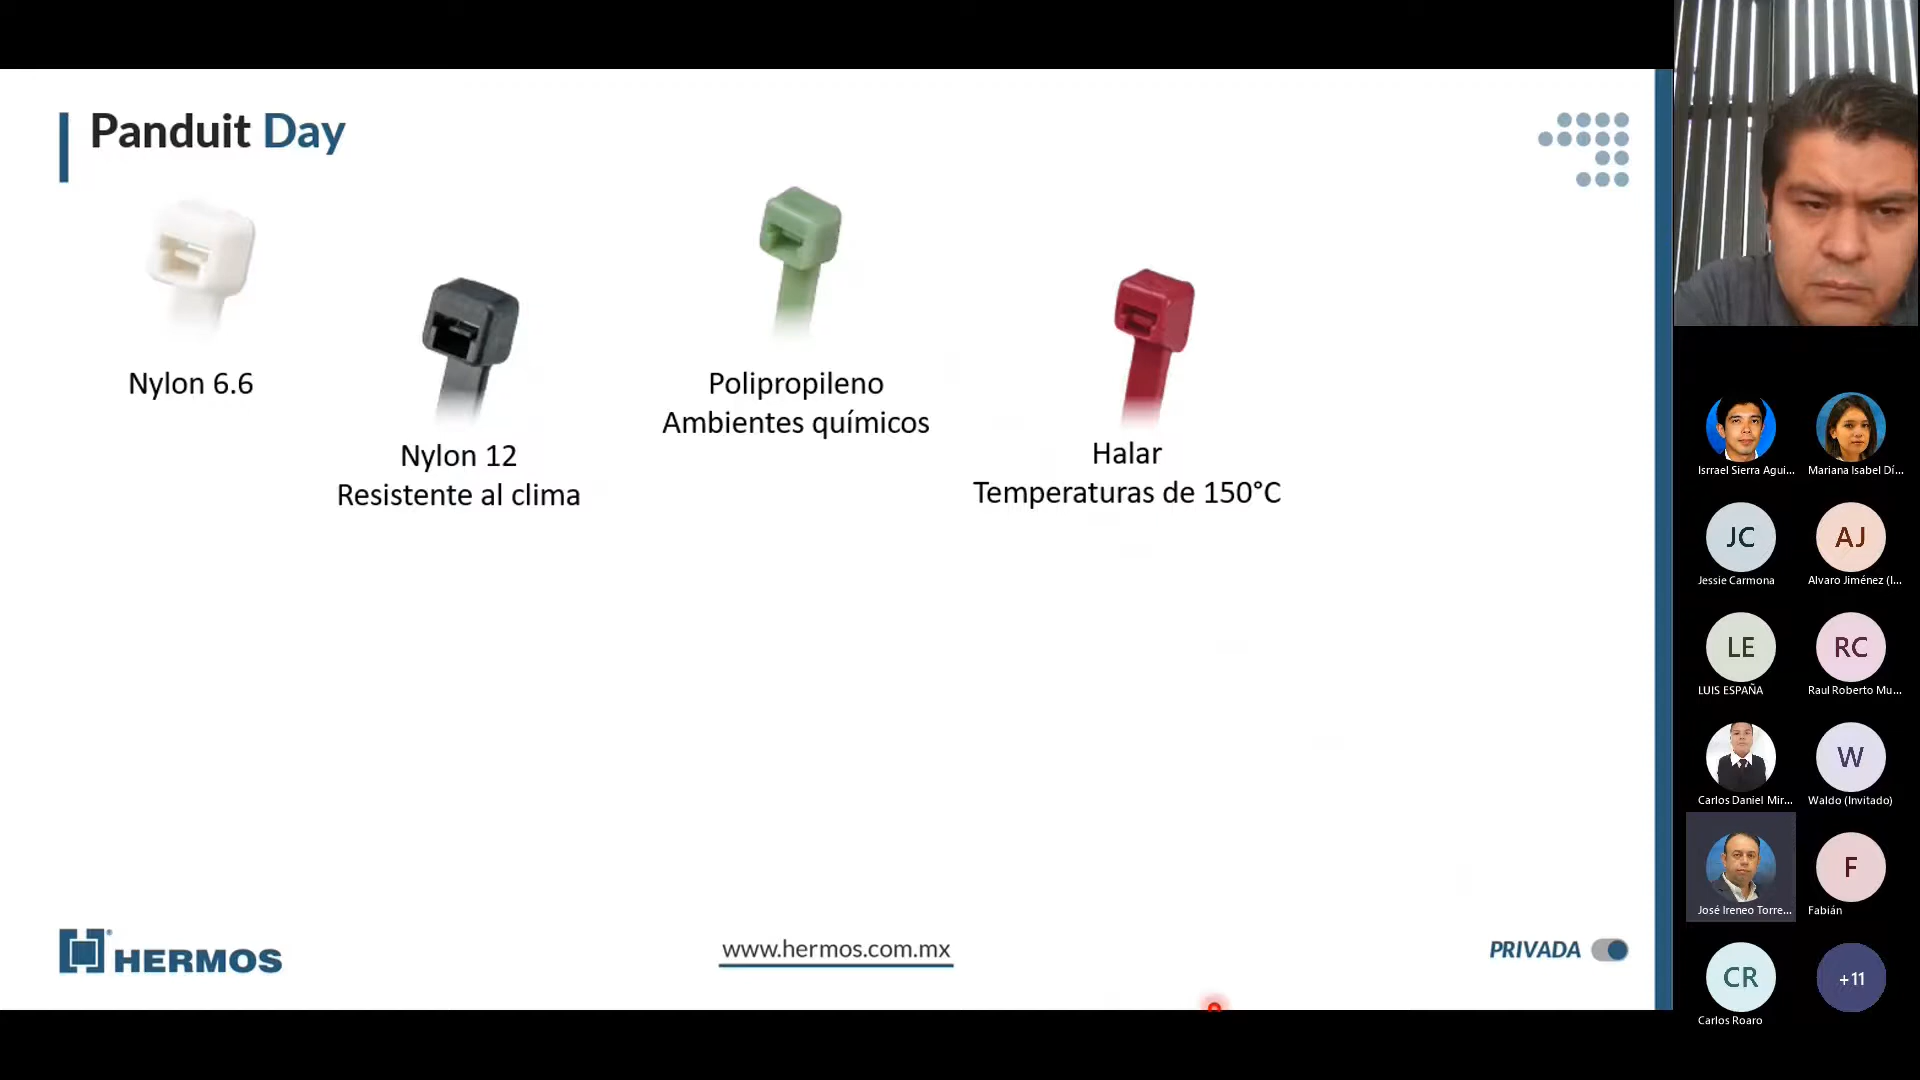 Panduit Day
Nylon 6.6
Nylon 12
Resistente al clima
Polipropileno
Ambientes químicos
Halar
Temperaturas de 150°C
HERMOS
www.hermos.com.mx
PRIVADA
Isrrael Sierra Agui...
Mariana Isabel Dí...
JC
Jessie Carmona
AJ
Alvaro Jiménez (I...
LE
LUIS ESPAÑA
RC
Raul Roberto Mu...
Carlos Daniel Mir...
W
Waldo (Invitado)
José Ireneo Torre...
F
Fabián
CR
Carlos Roaro
+11